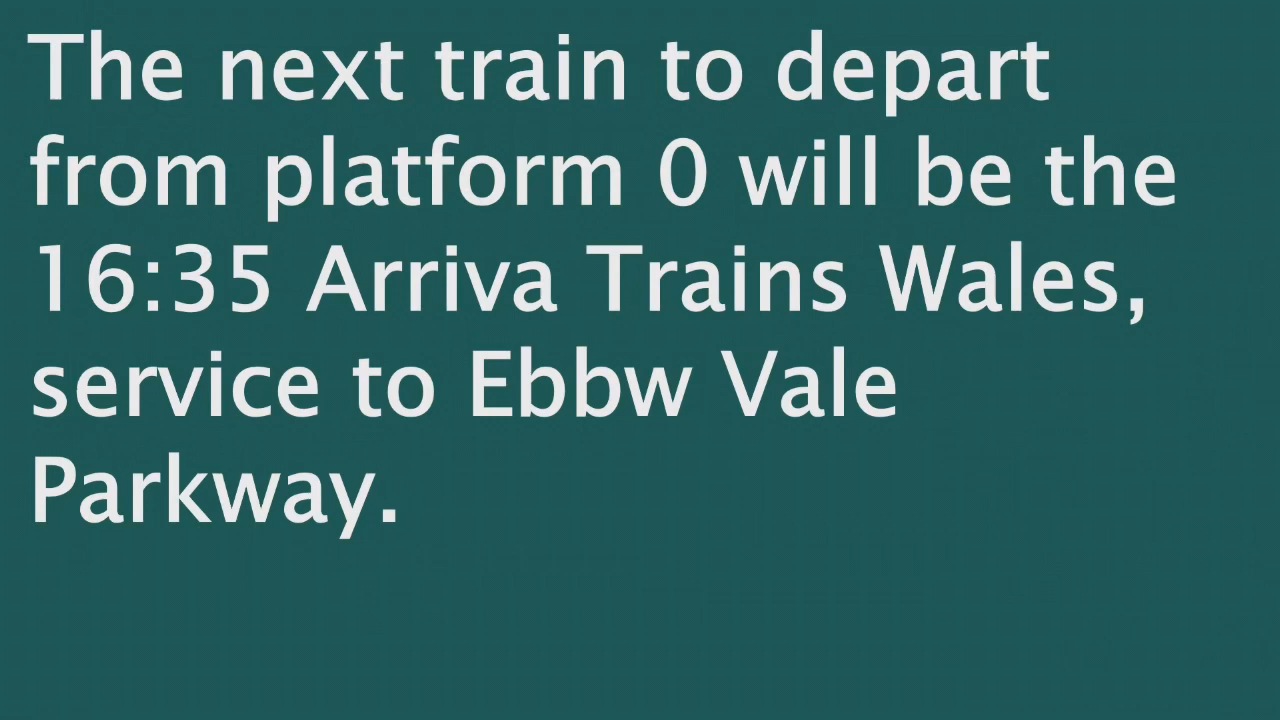 The next train to depart
from platform 0 will be the
16:35 Arriva Trains Wales,
service to Ebbw Vale
Parkway.